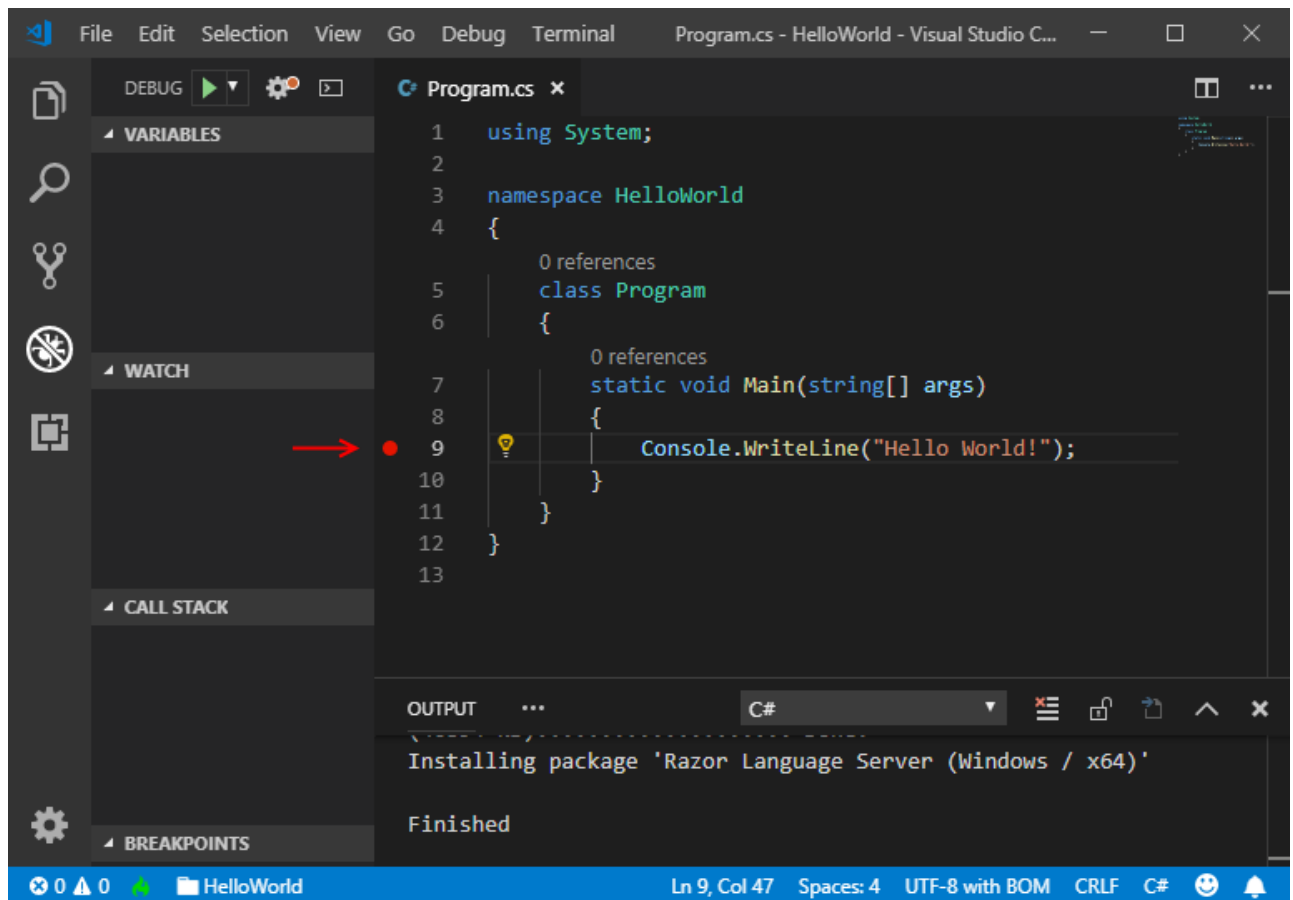 File Edit Selection View Go Debug Terminal Program.cs - HelloWorld - Visual Studio C...
DEBUG
VARIABLES
WATCH
CALL STACK
BREAKPOINTS
Program.cs
1 using System;
2
3 namespace HelloWorld
4 {
0 references
5 class Program
6 {
0 references
7 static void Main(string[] args)
8 {
9 Console.WriteLine("Hello World!");
10 }
11 }
12 }
13
OUTPUT ... C#
Installing package 'Razor Language Server (Windows / x64)'
Finished
0 0 HelloWorld Ln 9, Col 47 Spaces: 4 UTF-8 with BOM CRLF C#